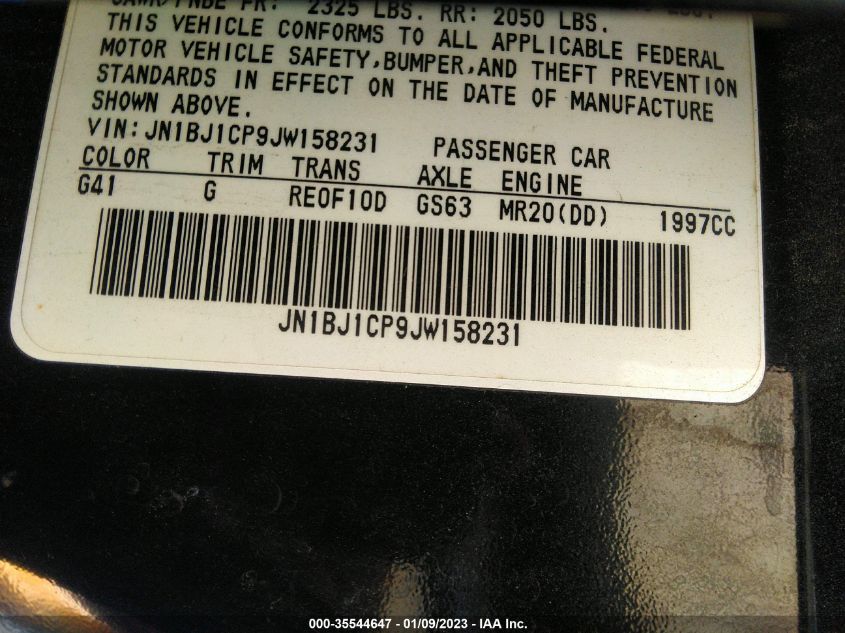 FR: 2325 LBS. RR: 2050 LBS.
THIS VEHICLE CONFORMS TO ALL APPLICABLE FEDERAL
MOTOR VEHICLE SAFETY,BUMPER,AND THEFT PREVENTION
STANDARDS IN EFFECT ON THE DATE OF MANUFACTURE
SHOWN ABOVE.
VIN:JN1BJ1CP9JW158231 PASSENGER CAR
COLOR TRIM TRANS AXLE ENGINE
G41 G RE0F10D GS63 MR20(DD) 1997CC
JN1BJ1CP9JW158231
000-35544647 - 01/09/2023 - IAA Inc.